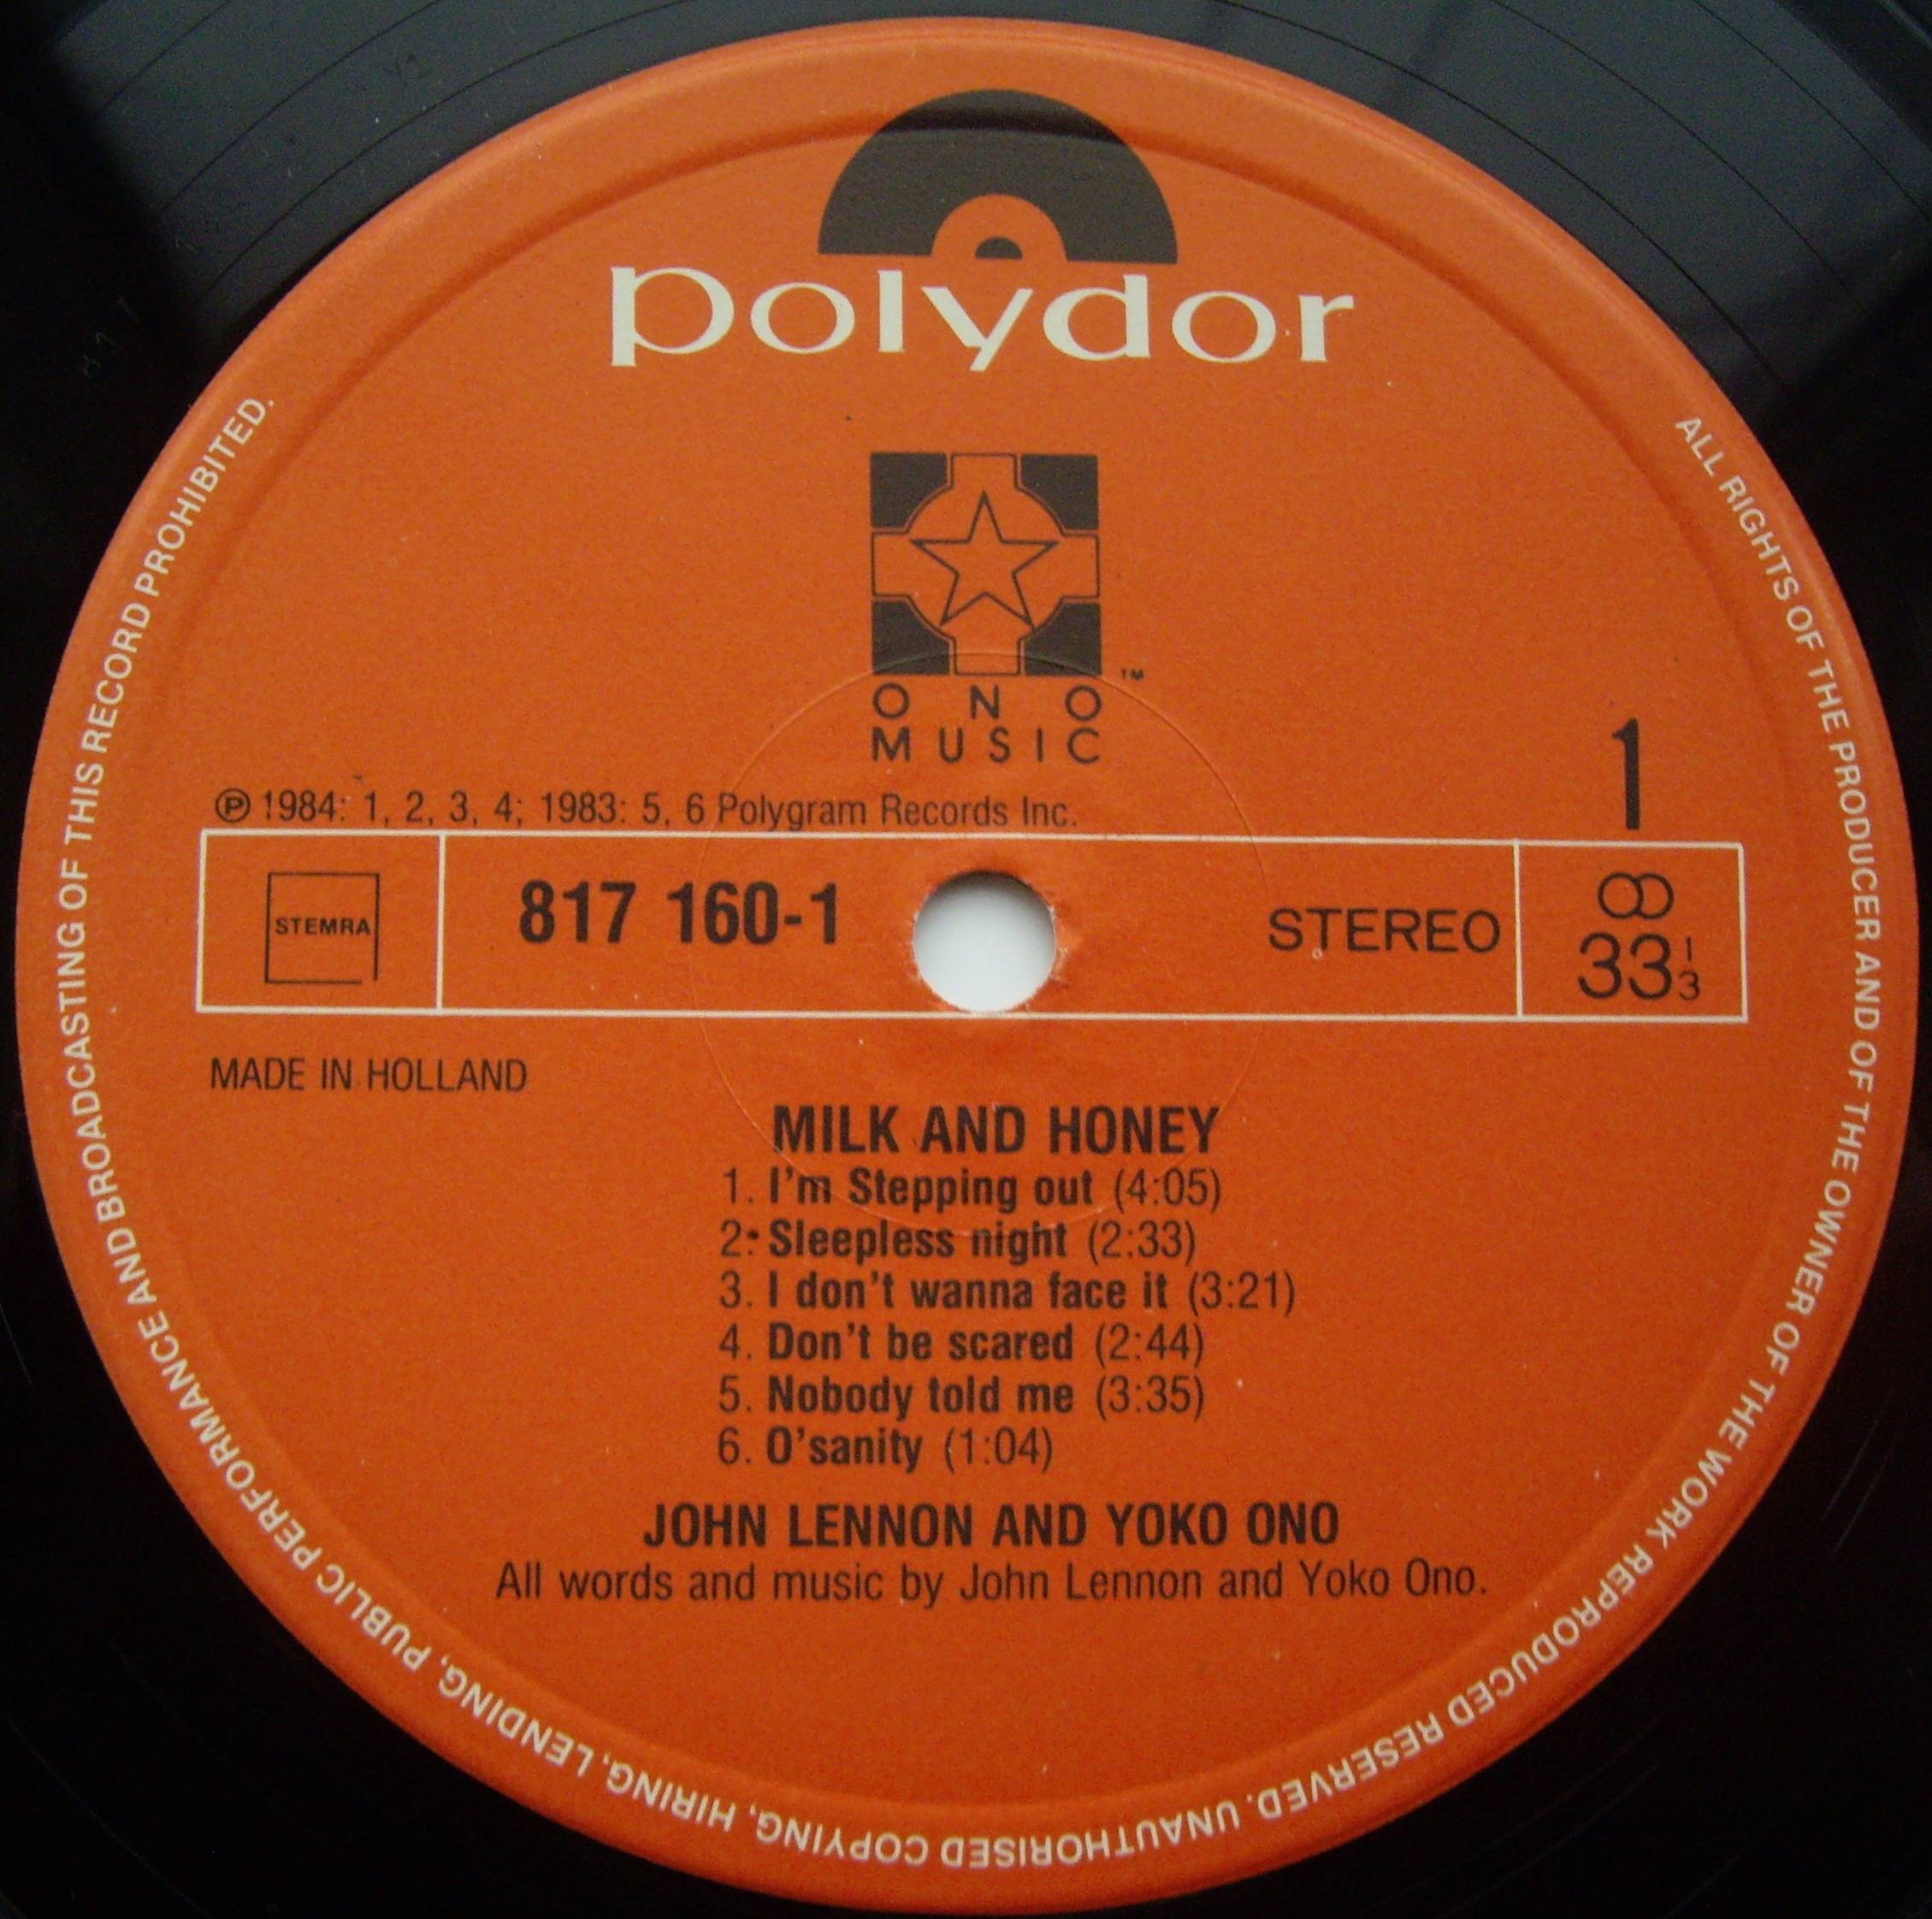 polydor
ONO
MUSIC
™
1
℗ 1984: 1, 2, 3, 4; 1983: 5, 6 Polygram Records Inc.
STEMRA
817 160-1
STEREO
33 1/3
MADE IN HOLLAND
MILK AND HONEY
1. I'm Stepping out (4:05)
2. Sleepless night (2:33)
3. I don't wanna face it (3:21)
4. Don't be scared (2:44)
5. Nobody told me (3:35)
6. O'sanity (1:04)
JOHN LENNON AND YOKO ONO
All words and music by John Lennon and Yoko Ono.
ALL RIGHTS OF THE PRODUCER AND OF THE OWNER OF THE WORK REPRODUCED RESERVED. UNAUTHORISED COPYING, HIRING, LENDING, PUBLIC PERFORMANCE AND BROADCASTING OF THIS RECORD PROHIBITED.